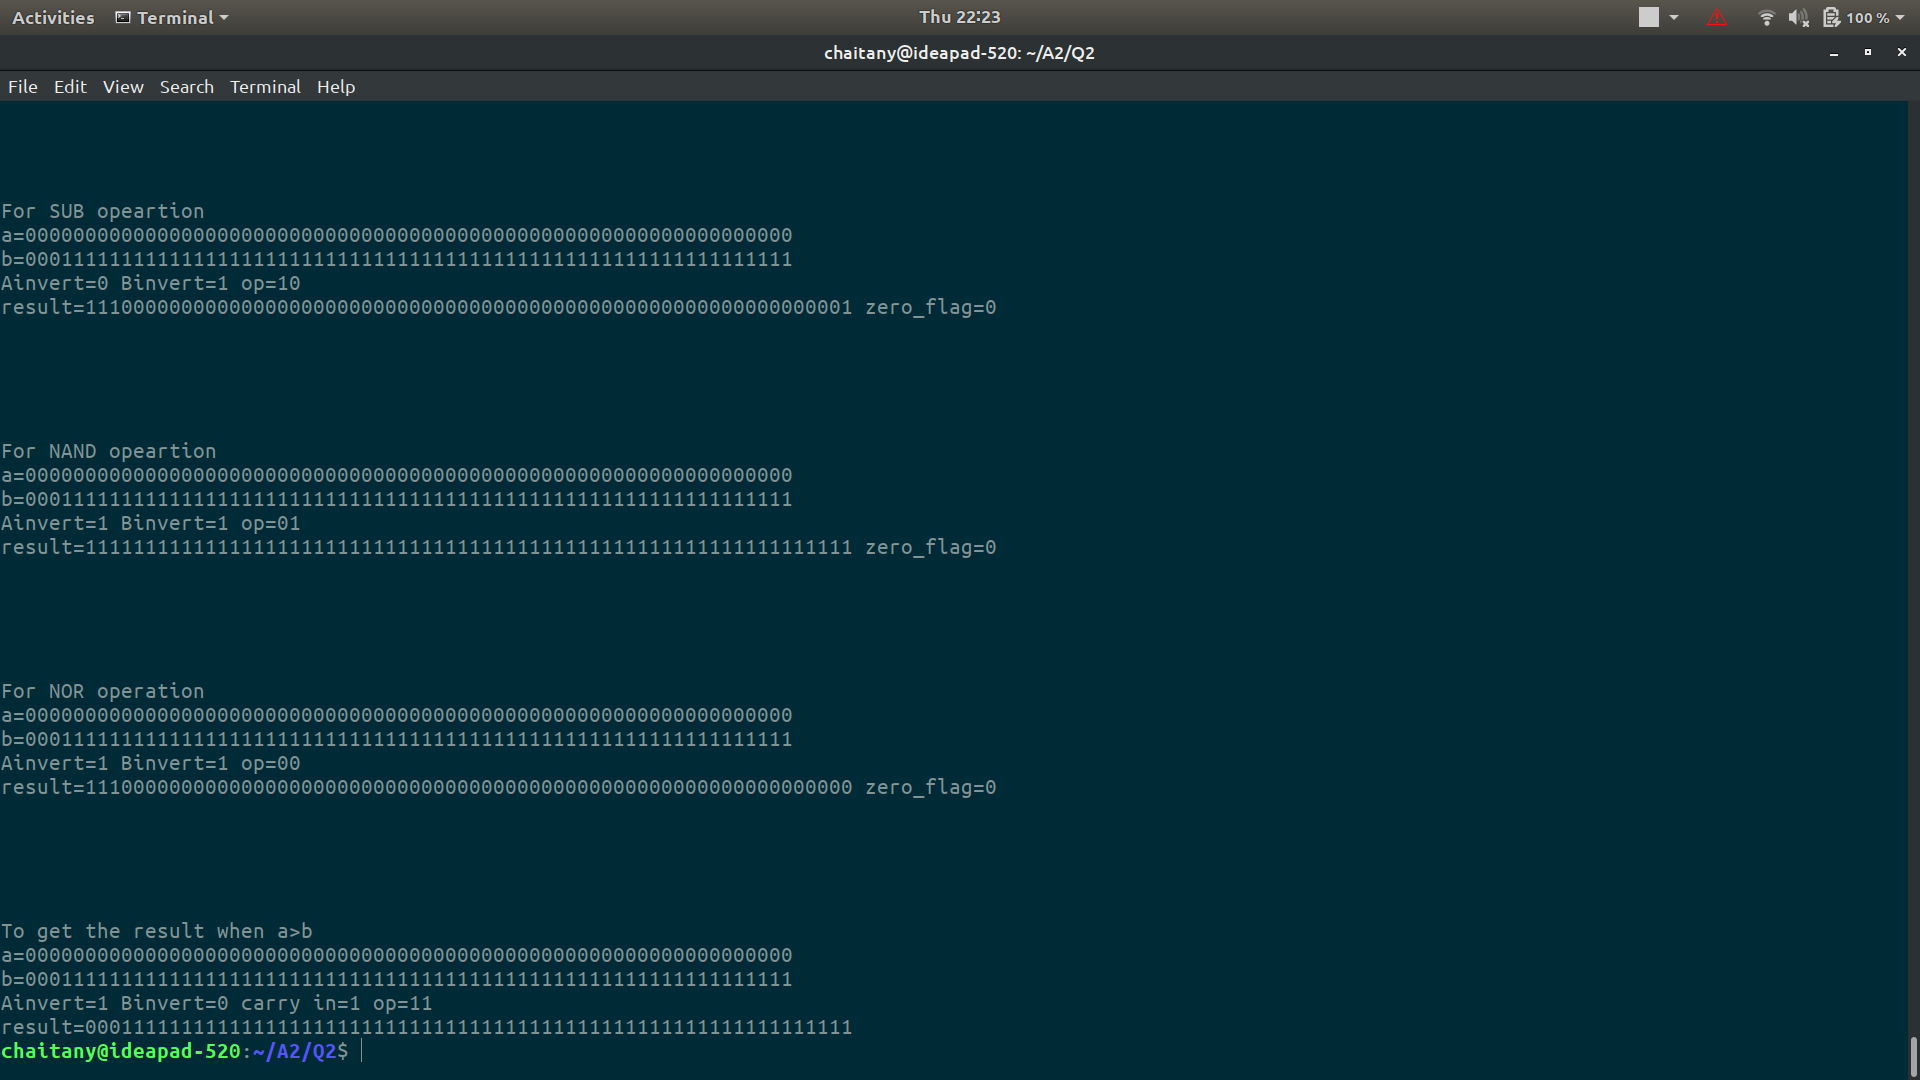 Activities Terminal Thu 22:23 100 %
chaitany@ideapad-520: ~/A2/Q2
File Edit View Search Terminal Help
For SUB opeartion
a=0000000000000000000000000000000000000000000000000000000000000000
b=0001111111111111111111111111111111111111111111111111111111111111
Ainvert=0 Binvert=1 op=10
result=1110000000000000000000000000000000000000000000000000000000000001 zero_flag=0
For NAND opeartion
a=0000000000000000000000000000000000000000000000000000000000000000
b=0001111111111111111111111111111111111111111111111111111111111111
Ainvert=1 Binvert=1 op=01
result=1111111111111111111111111111111111111111111111111111111111111111 zero_flag=0
For NOR operation
a=0000000000000000000000000000000000000000000000000000000000000000
b=0001111111111111111111111111111111111111111111111111111111111111
Ainvert=1 Binvert=1 op=00
result=1110000000000000000000000000000000000000000000000000000000000000 zero_flag=0
To get the result when a>b
a=0000000000000000000000000000000000000000000000000000000000000000
b=0001111111111111111111111111111111111111111111111111111111111111
Ainvert=1 Binvert=0 carry in=1 op=11
result=0001111111111111111111111111111111111111111111111111111111111111
chaitany@ideapad-520:~/A2/Q2$